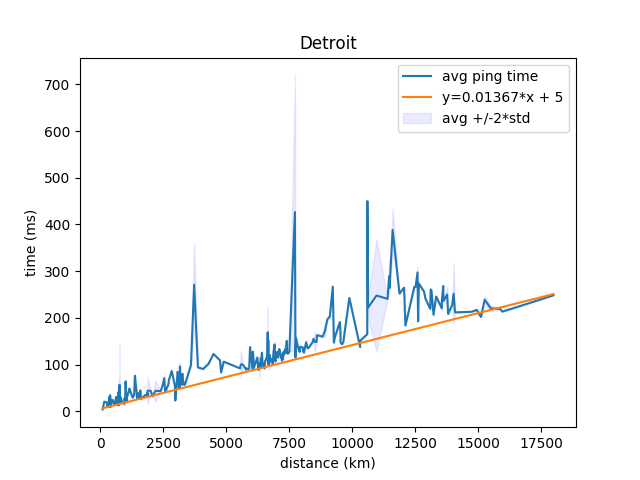 Detroit
avg ping time
y=0.01367*x + 5
avg +/-2*std
time (ms)
700
600
500
400
300
200
100
0
0 2500 5000 7500 10000 12500 15000 17500
distance (km)